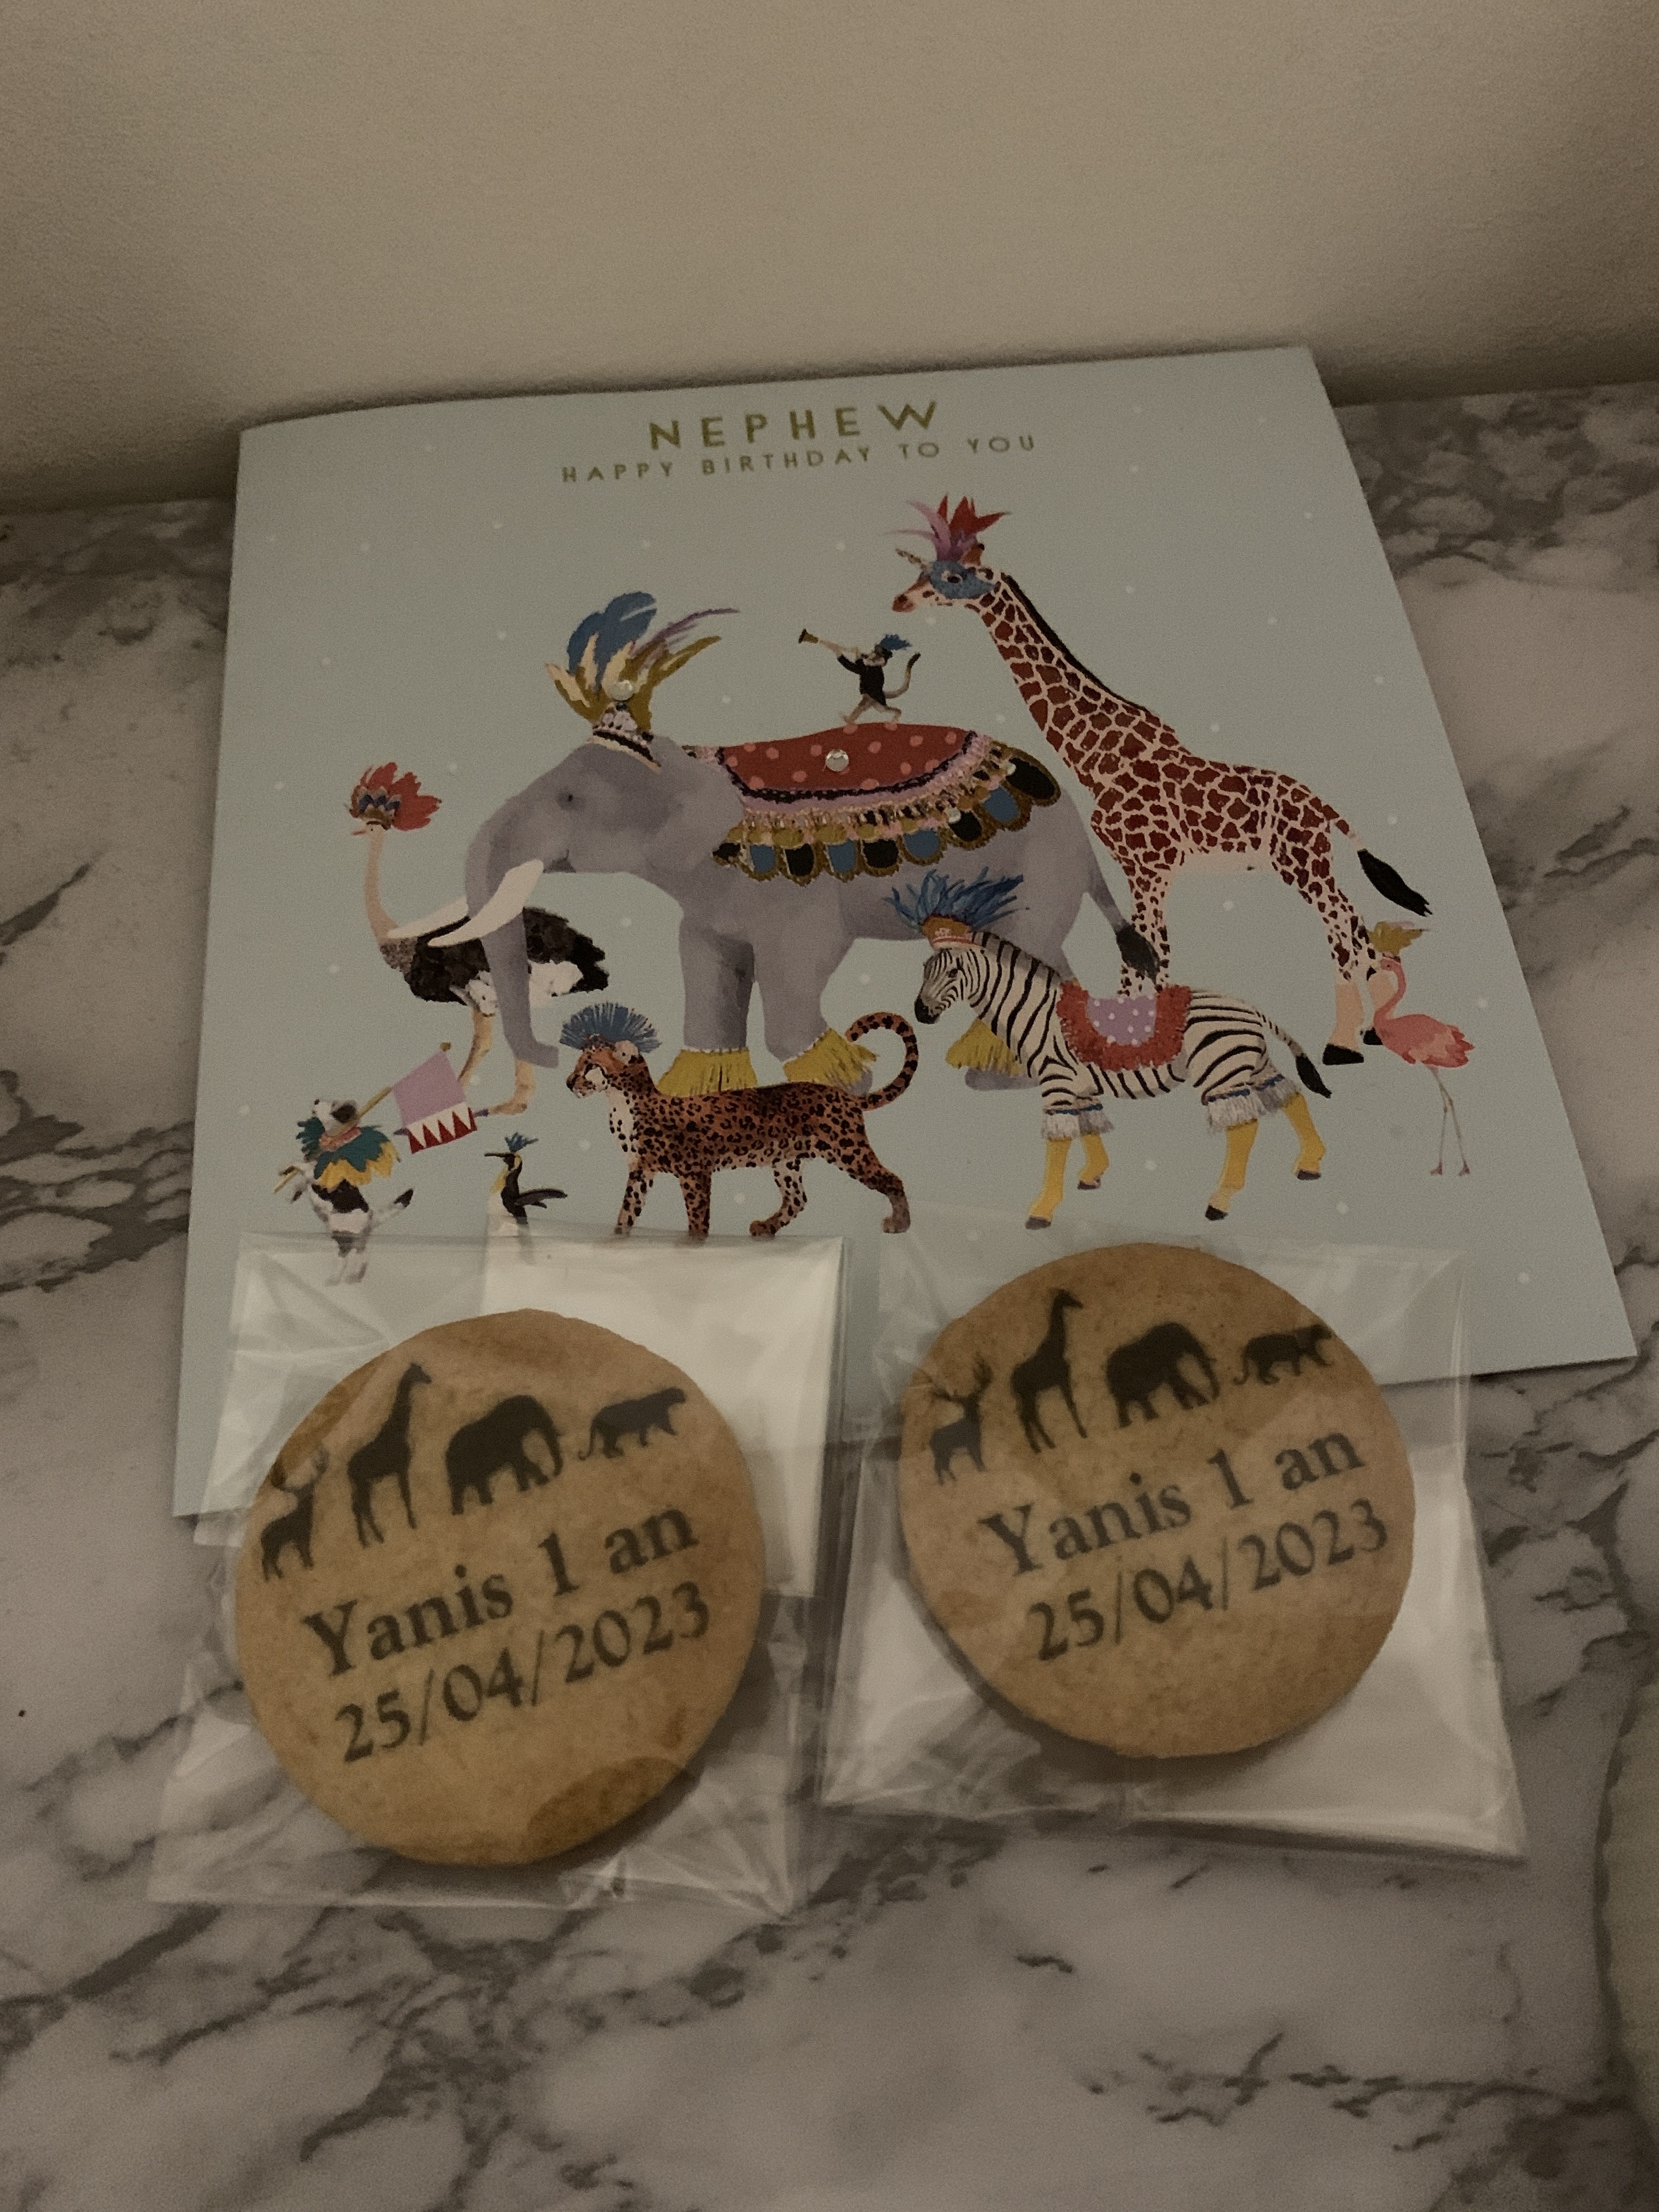 NEPHEW
HAPPY BIRTHDAY TO YOU
Yanis 1 an
25/04/2023
Yanis 1 an
25/04/2023